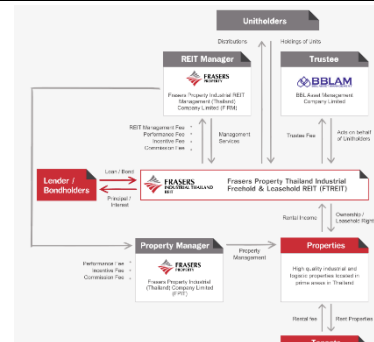 Unitholders
Distributions
Holdings of Units
REIT Manager
FRASERS
PROPERTY
Frasers Property Industrial REIT
Management (Thailand)
Company Limited (FIRM)
Trustee
BBLAM
BBL Asset Management
Company Limited
REIT Management Fee
Performance Fee
Incentive Fee
Commission Fee
Management
Services
Trustee Fee
Acts on behalf
of Unitholders
Lender /
Bondholders
Loan / Bond
Principal /
Interest
FRASERS
INDUSTRIAL THAILAND
REIT
Frasers Property Thailand Industrial
Freehold & Leasehold REIT (FTREIT)
Rental Income
Ownership /
Leasehold Right
Property Manager
FRASERS
PROPERTY
Frasers Property Industrial
(Thailand) Company Limited
Performance Fee
Incentive Fee
Commission Fee
Property
Management
Properties
High quality industrial and
logistic properties located in
prime areas in Thailand
Rental fee
Rent Properties
Tenants